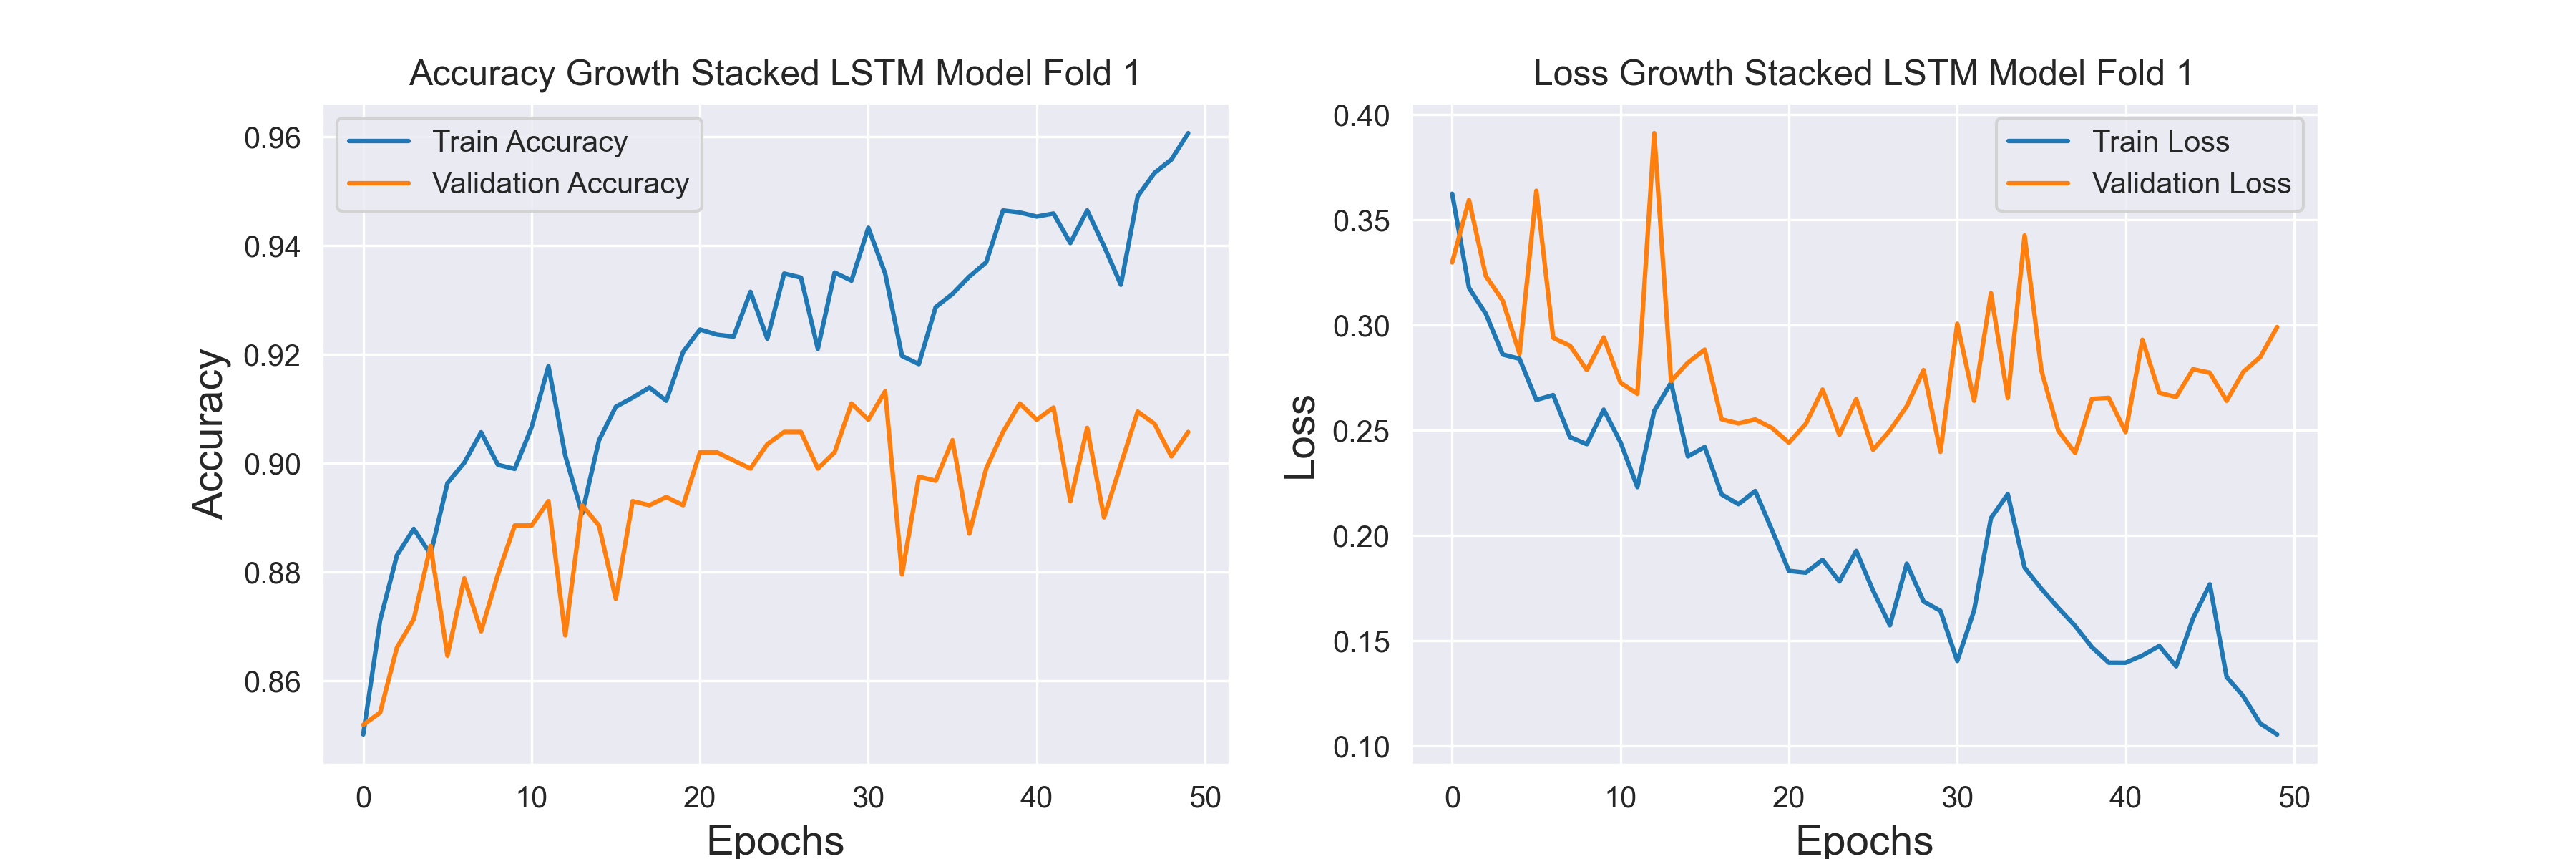 Accuracy Growth Stacked LSTM Model Fold 1
Train Accuracy
Validation Accuracy
0.96
0.94
0.92
0.90
0.88
0.86
Accuracy
0 10 20 30 40 50
Epochs
Loss Growth Stacked LSTM Model Fold 1
Train Loss
Validation Loss
0.40
0.35
0.30
0.25
0.20
0.15
0.10
Loss
0 10 20 30 40 50
Epochs